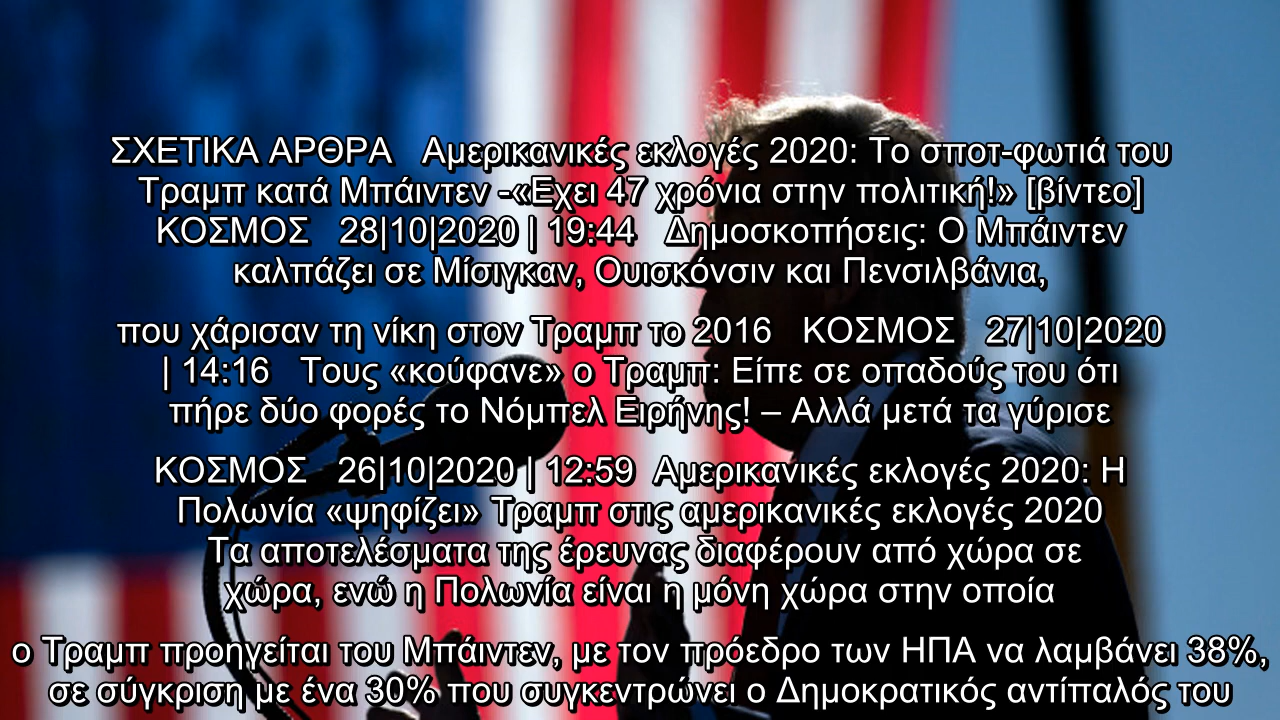 ΣΧΕΤΙΚΑ ΑΡΘΡΑ   Αμερικανικές εκλογές 2020: Το σποτ-φωτιά του
Τραμπ κατά Μπάιντεν -«Εχει 47 χρόνια στην πολιτική!» [βίντεο]
ΚΟΣΜΟΣ   28|10|2020 | 19:44   Δημοσκοπήσεις: Ο Μπάιντεν
καλπάζει σε Μίσιγκαν, Ουισκόνσιν και Πενσιλβάνια,
που χάρισαν τη νίκη στον Τραμπ το 2016   ΚΟΣΜΟΣ   27|10|2020
| 14:16   Τους «κούφανε» ο Τραμπ: Είπε σε οπαδούς του ότι
πήρε δύο φορές το Νόμπελ Ειρήνης! – Αλλά μετά τα γύρισε
ΚΟΣΜΟΣ   26|10|2020 | 12:59  Αμερικανικές εκλογές 2020: Η
Πολωνία «ψηφίζει» Τραμπ στις αμερικανικές εκλογές 2020
Τα αποτελέσματα της έρευνας διαφέρουν από χώρα σε
χώρα, ενώ η Πολωνία είναι η μόνη χώρα στην οποία
ο Τραμπ προηγείται του Μπάιντεν, με τον πρόεδρο των ΗΠΑ να λαμβάνει 38%,
σε σύγκριση με ένα 30% που συγκεντρώνει ο Δημοκρατικός αντίπαλός του